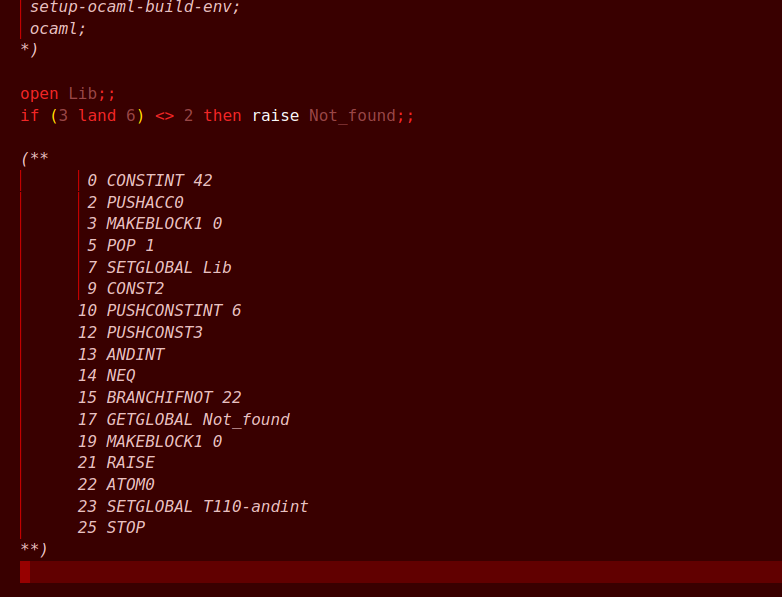 setup-ocaml-build-env;
ocaml;
*)
open Lib;;
if (3 land 6) <> 2 then raise Not_found;;
(**
0 CONSTINT 42
2 PUSHACC0
3 MAKEBLOCK1 0
5 POP 1
7 SETGLOBAL Lib
9 CONST2
10 PUSHCONSTINT 6
12 PUSHCONST3
13 ANDINT
14 NEQ
15 BRANCHIFNOT 22
17 GETGLOBAL Not_found
19 MAKEBLOCK1 0
21 RAISE
22 ATOM0
23 SETGLOBAL T110-andint
25 STOP
**)